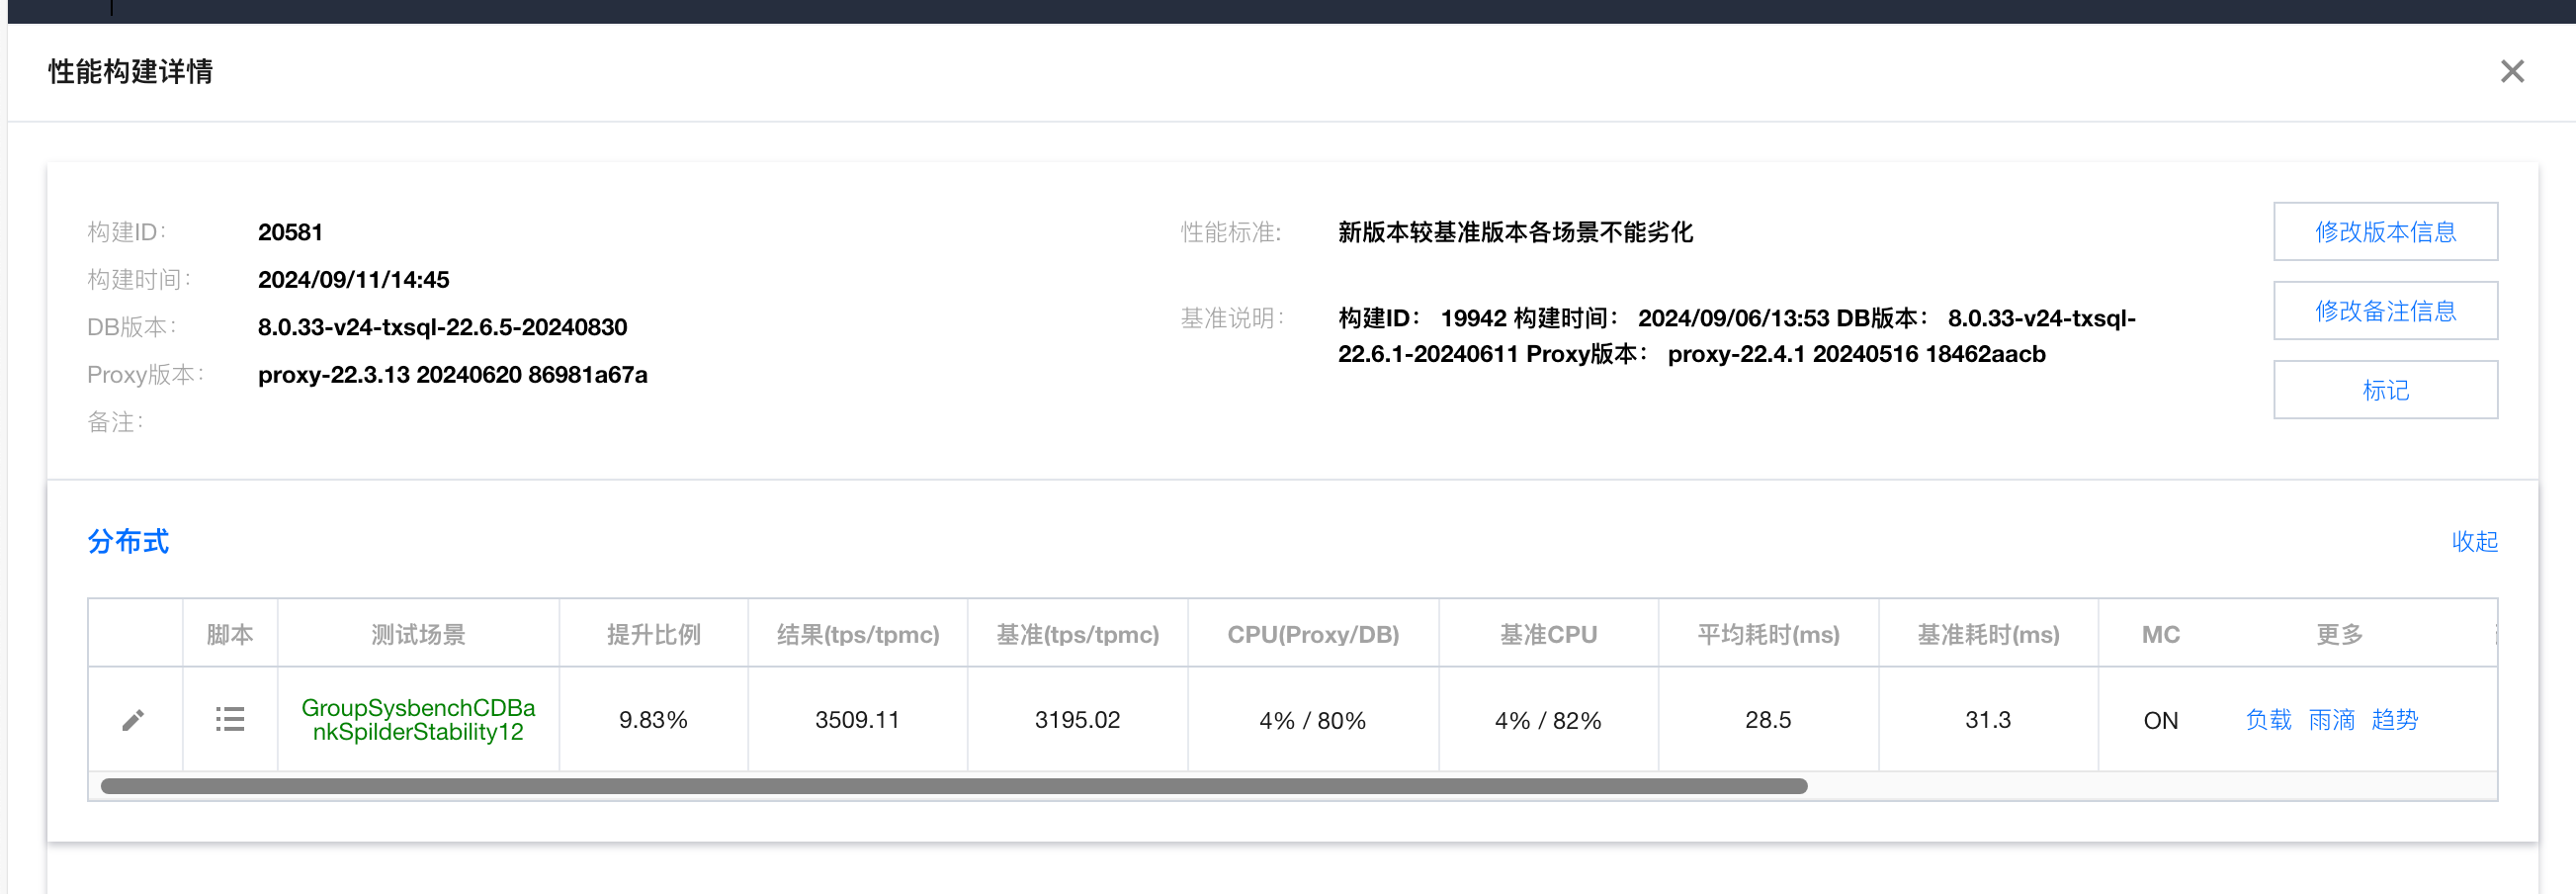 性能构建详情
构建ID: 20581
构建时间: 2024/09/11/14:45
DB版本: 8.0.33-v24-txsql-22.6.5-20240830
Proxy版本: proxy-22.3.13 20240620 86981a67a
备注:
性能标准: 新版本较基准版本各场景不能劣化
基准说明: 构建ID: 19942 构建时间: 2024/09/06/13:53 DB版本: 8.0.33-v24-txsql-
22.6.1-20240611 Proxy版本: proxy-22.4.1 20240516 18462aacb
修改版本信息
修改备注信息
标记
分布式 收起
脚本 测试场景 提升比例 结果(tps/tpmc) 基准(tps/tpmc) CPU(Proxy/DB) 基准CPU 平均耗时(ms) 基准耗时(ms) MC 更多
GroupSysbenchCDBa
nkSpilderStability12
9.83% 3509.11 3195.02 4% / 80% 4% / 82% 28.5 31.3 ON 负载 雨滴 趋势